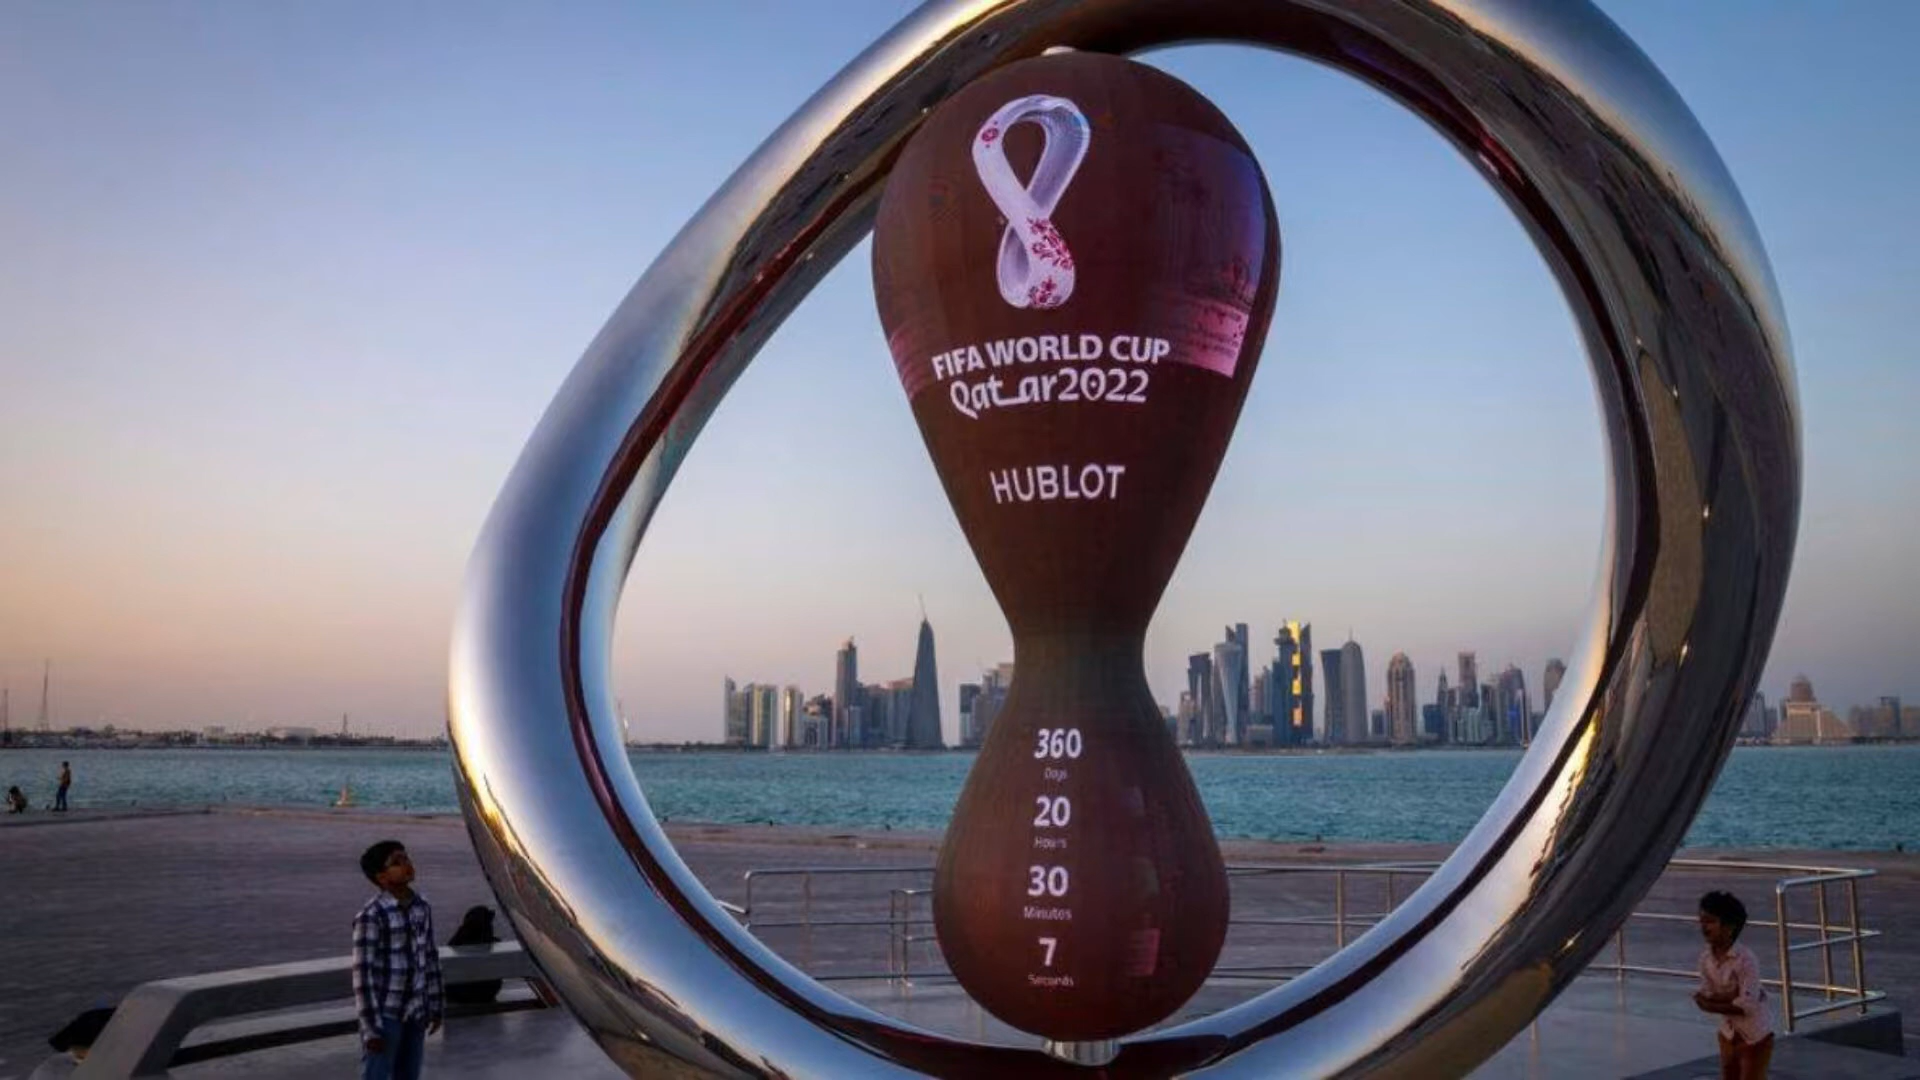 FIFA WORLD CUP
Qatar2022
HUBLOT
360
Days
20
Hours
30
Minutes
7
Seconds